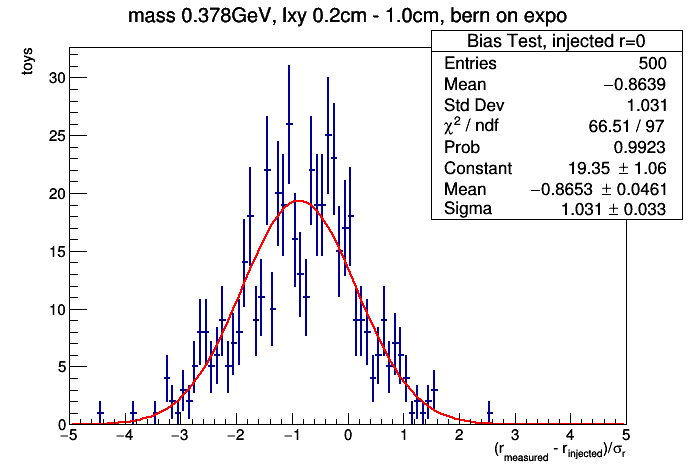 mass 0.378GeV, lxy 0.2cm - 1.0cm, bern on expo
Bias Test, injected r=0
Entries 500
Mean −0.8639
Std Dev 1.031
χ² / ndf 66.51 / 97
Prob 0.9923
Constant 19.35 ± 1.06
Mean −0.8653 ± 0.0461
Sigma 1.031 ± 0.033
toys
30
25
20
15
10
5
0
−5 −4 −3 −2 −1 0 1 2 3 4 5
(r_measured - r_injected)/σ_r